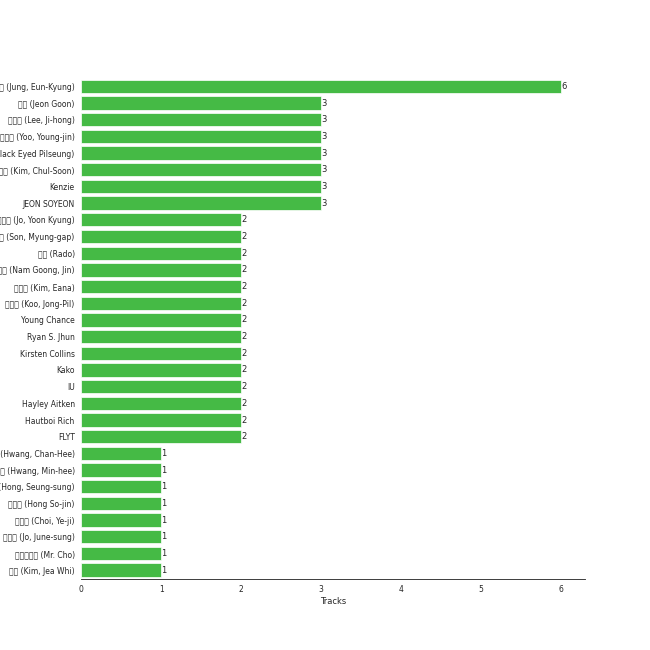 (Jung, Eun-Kyung) 6
(Jeon Goon) 3
(Lee, Ji-hong) 3
(Yoo, Young-jin) 3
Eyed Pilseung) 3
(Kim, Chul-Soon) 3
Kenzie 3
JEON SOYEON 3
(Jo, Yoon Kyung) 2
(Son, Myung-gap) 2
(Rado) 2
(Nam Goong, Jin) 2
(Kim, Eana) 2
(Koo, Jong-Pil) 2
Young Chance 2
Ryan S. Jhun 2
Kirsten Collins 2
Kako 2
IU 2
Hayley Aitken 2
Hautboi Rich 2
FLYT 2
(Hwang, Chan-Hee) 1
(Hwang, Min-hee) 1
(Hong, Seung-sung) 1
(Hong So-jin) 1
(Choi, Ye-ji) 1
(Jo, June-sung) 1
(Mr. Cho) 1
(Kim, Jea Whi) 1
0 1 2 3 4 5 6
Tracks